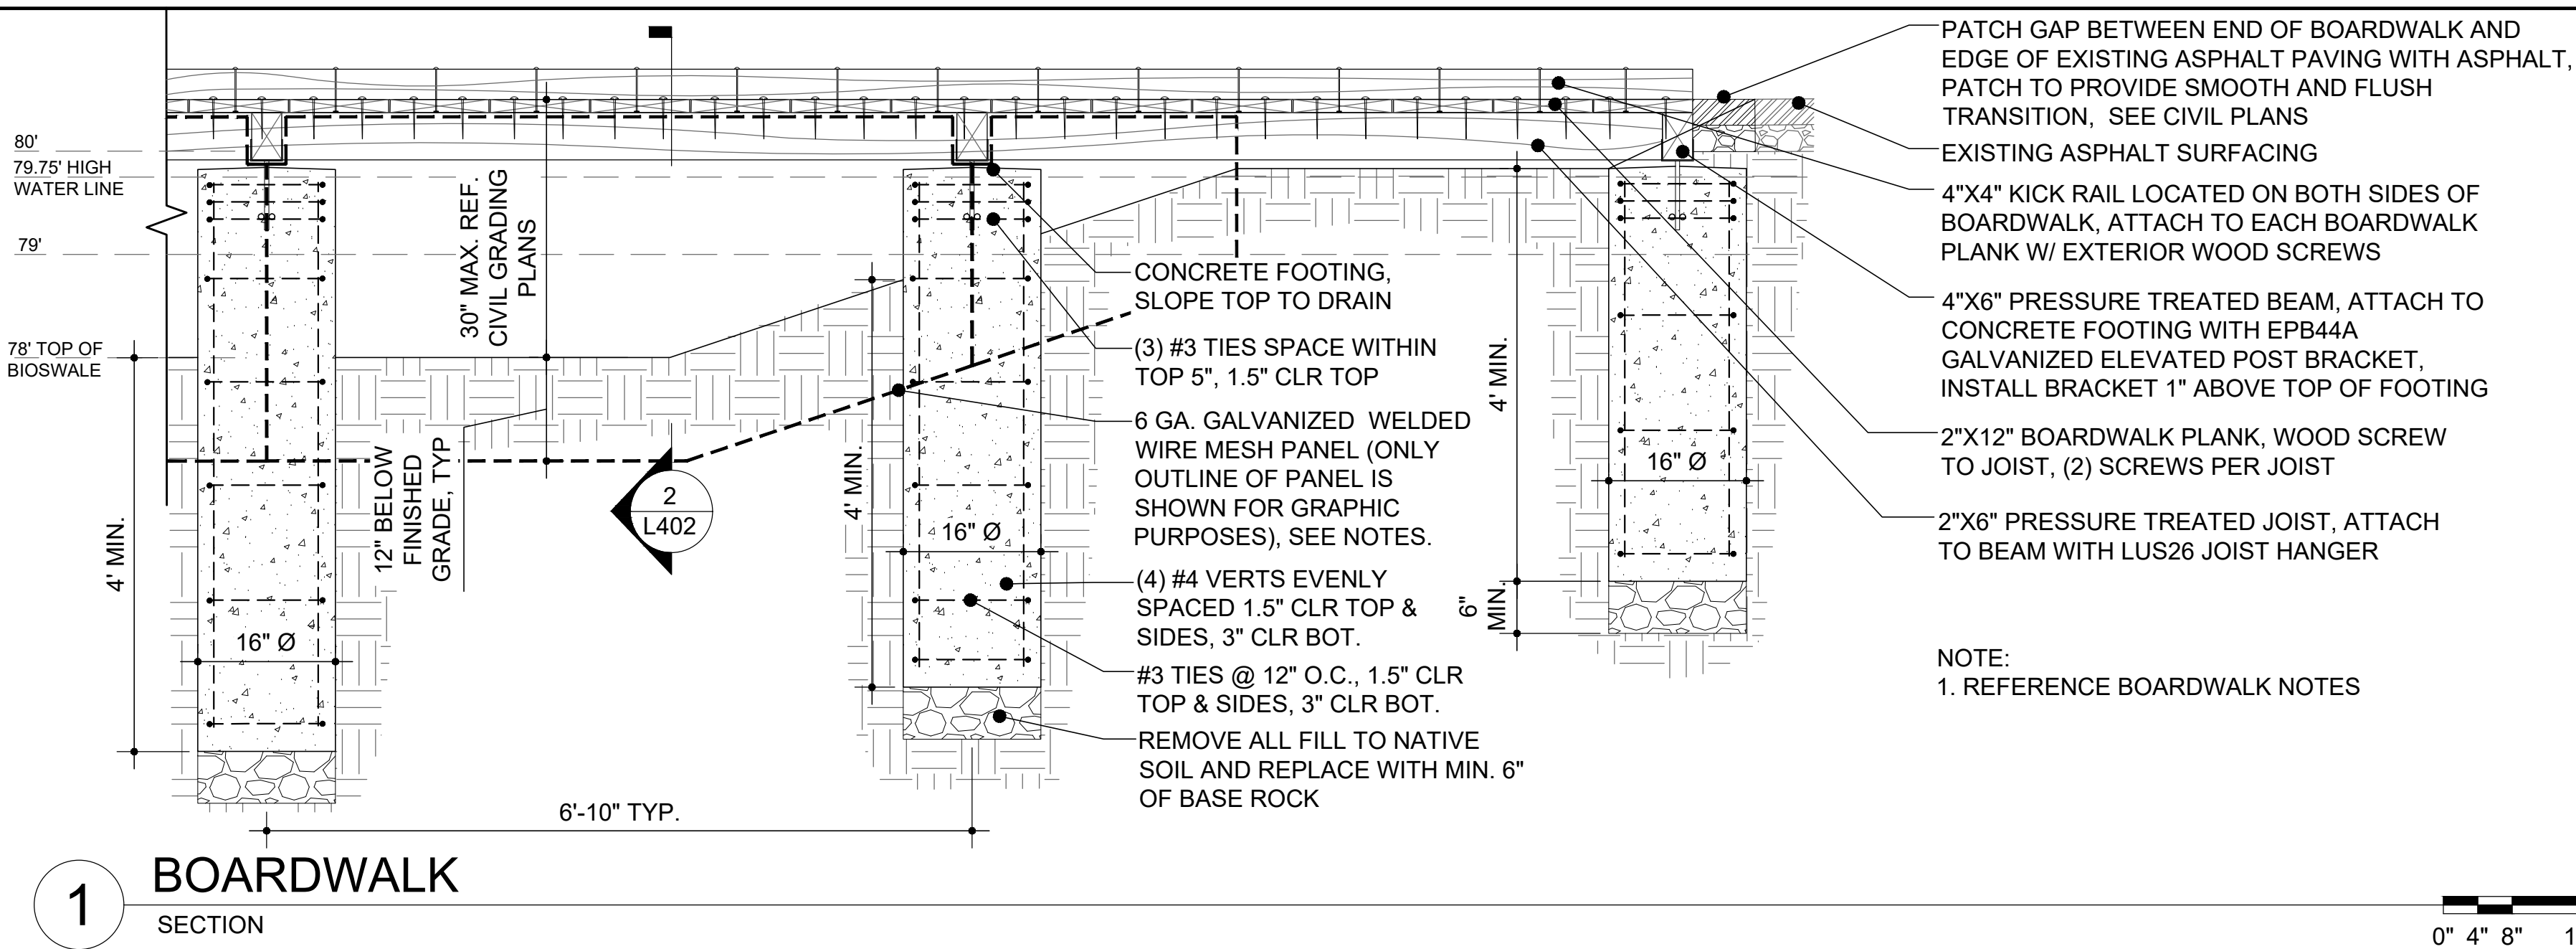 80'
79.75' HIGH
WATER LINE
79'
78' TOP OF
BIOSWALE
4' MIN.
16" Ø
30" MAX. REF.
CIVIL GRADING
PLANS
12" BELOW
FINISHED
GRADE, TYP
2
L402
4' MIN.
16" Ø
6'-10" TYP.
CONCRETE FOOTING,
SLOPE TOP TO DRAIN
(3) #3 TIES SPACE WITHIN
TOP 5", 1.5" CLR TOP
6 GA. GALVANIZED WELDED
WIRE MESH PANEL (ONLY
OUTLINE OF PANEL IS
SHOWN FOR GRAPHIC
PURPOSES), SEE NOTES.
(4) #4 VERTS EVENLY
SPACED 1.5" CLR TOP &
SIDES, 3" CLR BOT.
#3 TIES @ 12" O.C., 1.5" CLR
TOP & SIDES, 3" CLR BOT.
REMOVE ALL FILL TO NATIVE
SOIL AND REPLACE WITH MIN. 6"
OF BASE ROCK
4' MIN.
6"
MIN.
16" Ø
PATCH GAP BETWEEN END OF BOARDWALK AND
EDGE OF EXISTING ASPHALT PAVING WITH ASPHALT,
PATCH TO PROVIDE SMOOTH AND FLUSH
TRANSITION, SEE CIVIL PLANS
EXISTING ASPHALT SURFACING
4"X4" KICK RAIL LOCATED ON BOTH SIDES OF
BOARDWALK, ATTACH TO EACH BOARDWALK
PLANK W/ EXTERIOR WOOD SCREWS
4"X6" PRESSURE TREATED BEAM, ATTACH TO
CONCRETE FOOTING WITH EPB44A
GALVANIZED ELEVATED POST BRACKET,
INSTALL BRACKET 1" ABOVE TOP OF FOOTING
2"X12" BOARDWALK PLANK, WOOD SCREW
TO JOIST, (2) SCREWS PER JOIST
2"X6" PRESSURE TREATED JOIST, ATTACH
TO BEAM WITH LUS26 JOIST HANGER
NOTE:
1. REFERENCE BOARDWALK NOTES
1
BOARDWALK
SECTION
0" 4" 8"